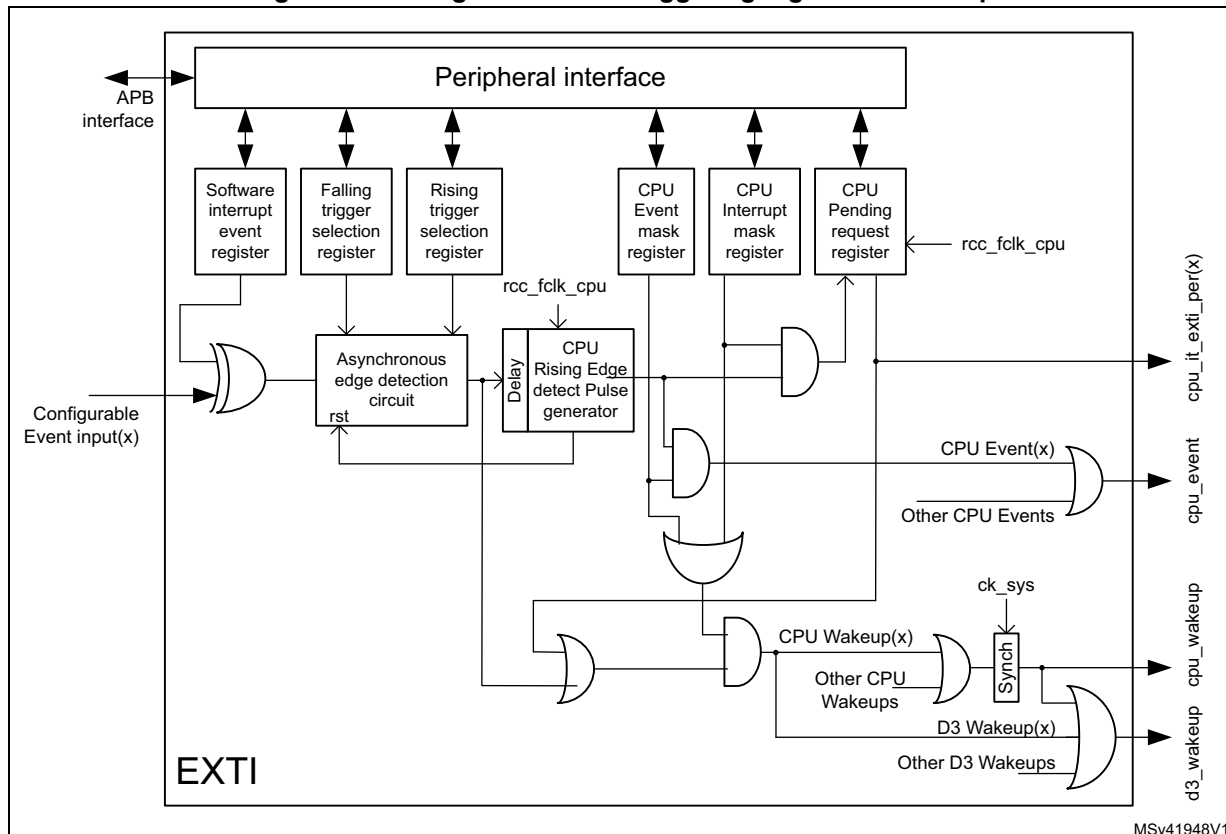 Peripheral interface
APB
interface
Software
interrupt
event
register
Falling
trigger
selection
register
Rising
trigger
selection
register
CPU
Event
mask
register
CPU
Interrupt
mask
register
CPU
Pending
request
register
rcc_fclk_cpu
rcc_fclk_cpu
Asynchronous
edge detection
circuit
rst
Delay
CPU
Rising Edge
detect Pulse
generator
Configurable
Event input(x)
cpu_it_exti_per(x)
CPU Event(x)
Other CPU Events
cpu_event
ck_sys
CPU Wakeup(x)
Other CPU
Wakeups
Synch
cpu_wakeup
D3 Wakeup(x)
Other D3 Wakeups
d3_wakeup
EXTI
MSv41948V1